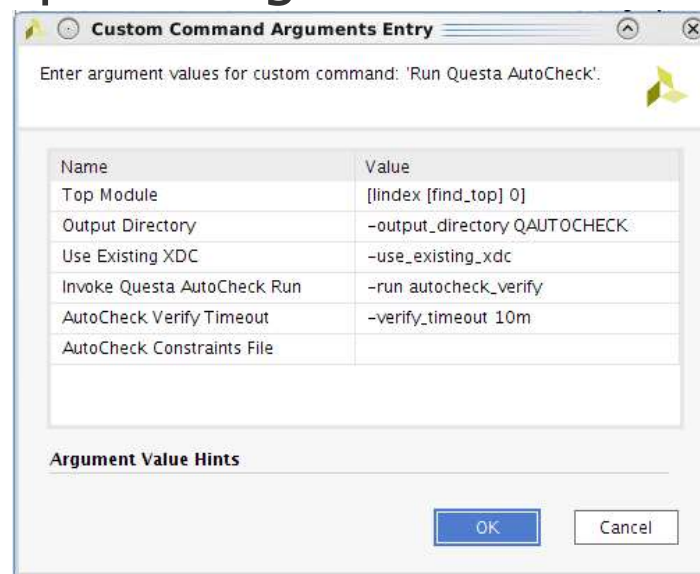 Custom Command Arguments Entry
Enter argument values for custom command: 'Run Questa AutoCheck'.
Name Value
Top Module [lindex [find_top] 0]
Output Directory -output_directory QAUTOCHECK
Use Existing XDC -use_existing_xdc
Invoke Questa AutoCheck Run -run autocheck_verify
AutoCheck Verify Timeout -verify_timeout 10m
AutoCheck Constraints File
Argument Value Hints
OK Cancel